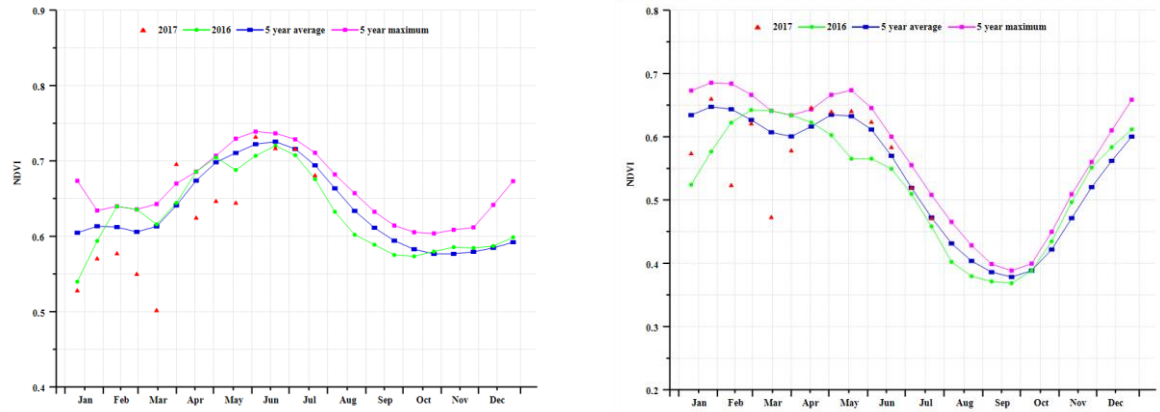 0.9
2017 2016 5 year average 5 year maximum
0.8
0.7
NDVI
0.6
0.5
0.4
Jan Feb Mar Apr May Jun Jul Aug Sep Oct Nov Dec
0.8
2017 2016 5 year average 5 year maximum
0.7
0.6
NDVI
0.5
0.4
0.3
0.2
Jan Feb Mar Apr May Jun Jul Aug Sep Oct Nov Dec